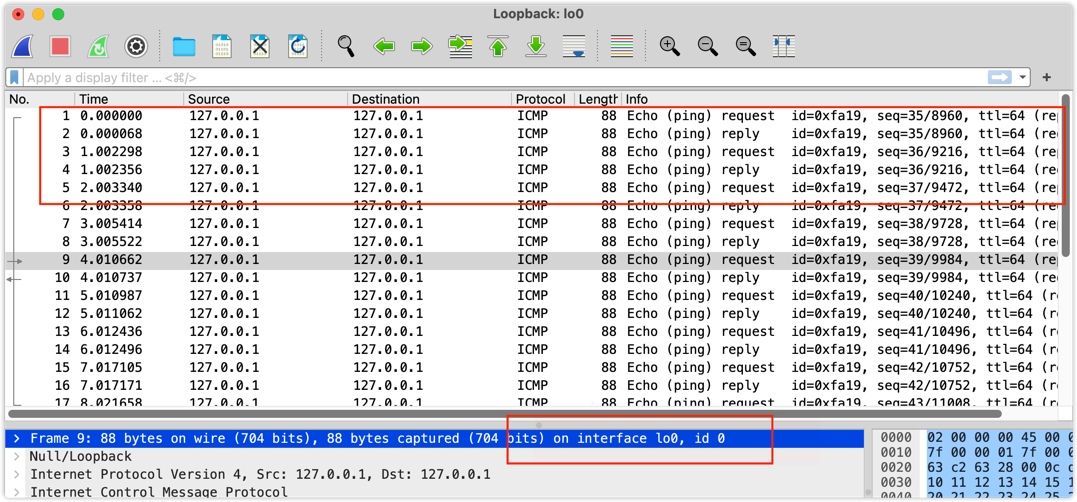 Loopback: lo0
Apply a display filter ... <⌘/>
No. Time Source Destination Protocol Length Info
1 0.000000 127.0.0.1 127.0.0.1 ICMP 88 Echo (ping) request id=0xfa19, seq=35/8960, ttl=64 (rep
2 0.000068 127.0.0.1 127.0.0.1 ICMP 88 Echo (ping) reply id=0xfa19, seq=35/8960, ttl=64 (re
3 1.002298 127.0.0.1 127.0.0.1 ICMP 88 Echo (ping) request id=0xfa19, seq=36/9216, ttl=64 (rep
4 1.002356 127.0.0.1 127.0.0.1 ICMP 88 Echo (ping) reply id=0xfa19, seq=36/9216, ttl=64 (re
5 2.003340 127.0.0.1 127.0.0.1 ICMP 88 Echo (ping) request id=0xfa19, seq=37/9472, ttl=64 (rep
6 2.003358 127.0.0.1 127.0.0.1 ICMP 88 Echo (ping) reply id=0xfa19, seq=37/9472, ttl=64 (re
7 3.005414 127.0.0.1 127.0.0.1 ICMP 88 Echo (ping) request id=0xfa19, seq=38/9728, ttl=64 (rep
8 3.005522 127.0.0.1 127.0.0.1 ICMP 88 Echo (ping) reply id=0xfa19, seq=38/9728, ttl=64 (re
9 4.010662 127.0.0.1 127.0.0.1 ICMP 88 Echo (ping) request id=0xfa19, seq=39/9984, ttl=64 (rep
10 4.010737 127.0.0.1 127.0.0.1 ICMP 88 Echo (ping) reply id=0xfa19, seq=39/9984, ttl=64 (re
11 5.010987 127.0.0.1 127.0.0.1 ICMP 88 Echo (ping) request id=0xfa19, seq=40/10240, ttl=64 (re
12 5.011062 127.0.0.1 127.0.0.1 ICMP 88 Echo (ping) reply id=0xfa19, seq=40/10240, ttl=64 (re
13 6.012436 127.0.0.1 127.0.0.1 ICMP 88 Echo (ping) request id=0xfa19, seq=41/10496, ttl=64 (re
14 6.012496 127.0.0.1 127.0.0.1 ICMP 88 Echo (ping) reply id=0xfa19, seq=41/10496, ttl=64 (re
15 7.017105 127.0.0.1 127.0.0.1 ICMP 88 Echo (ping) request id=0xfa19, seq=42/10752, ttl=64 (re
16 7.017171 127.0.0.1 127.0.0.1 ICMP 88 Echo (ping) reply id=0xfa19, seq=42/10752, ttl=64 (re
17 8.021658 127.0.0.1 127.0.0.1 ICMP 88 Echo (ping) request id=0xfa19, seq=43/11008, ttl=64 (re
Frame 9: 88 bytes on wire (704 bits), 88 bytes captured (704 bits) on interface lo0, id 0
Null/Loopback
Internet Protocol Version 4, Src: 127.0.0.1, Dst: 127.0.0.1
Internet Control Message Protocol
0000 02 00 00 00 45 00 0
0010 7f 00 00 01 7f 00 0
0020 63 c2 63 28 00 0c d
0030 10 11 12 13 14 15 1
0040 20 21 22 23 24 25